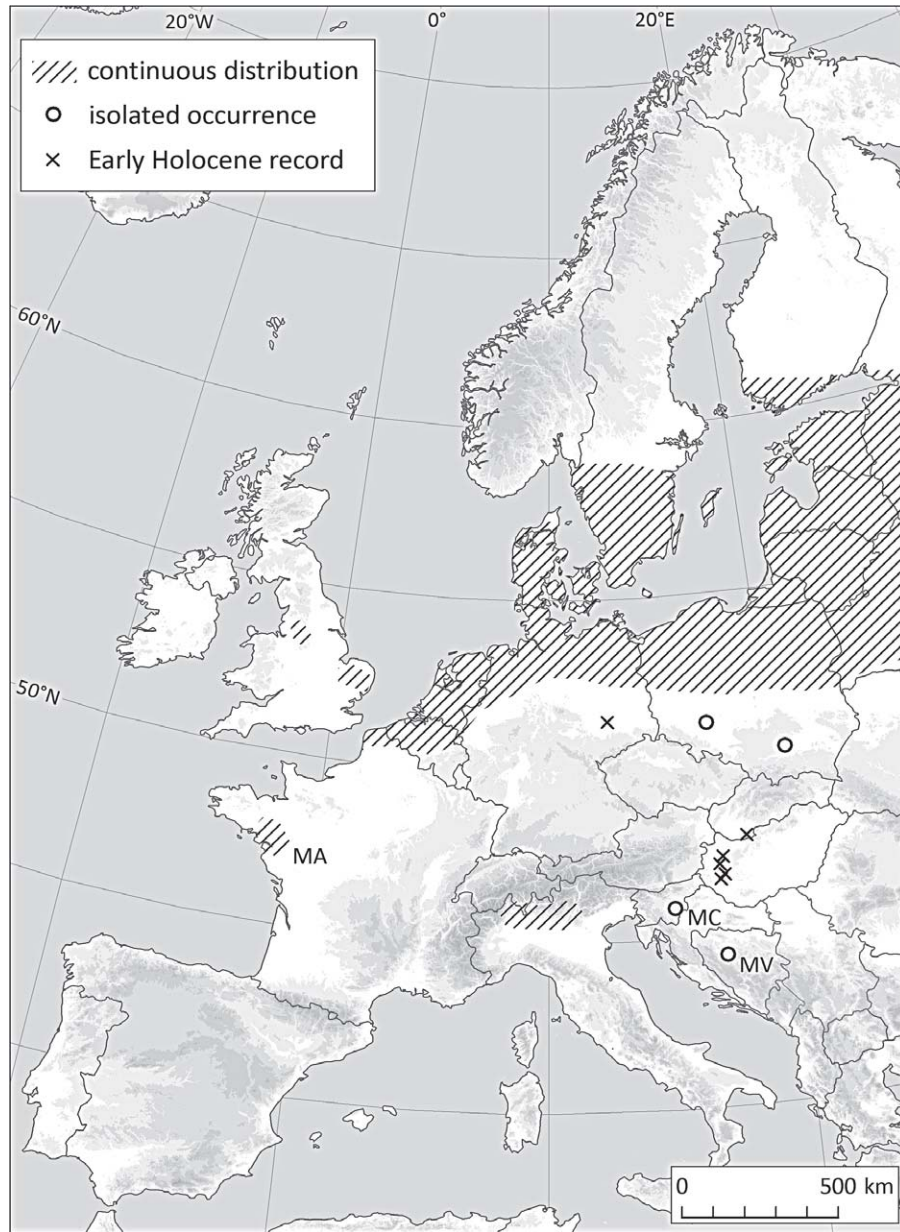 20°W
0°
20°E
continuous distribution
isolated occurrence
Early Holocene record
60°N
50°N
MA
MC
MV
0
500 km